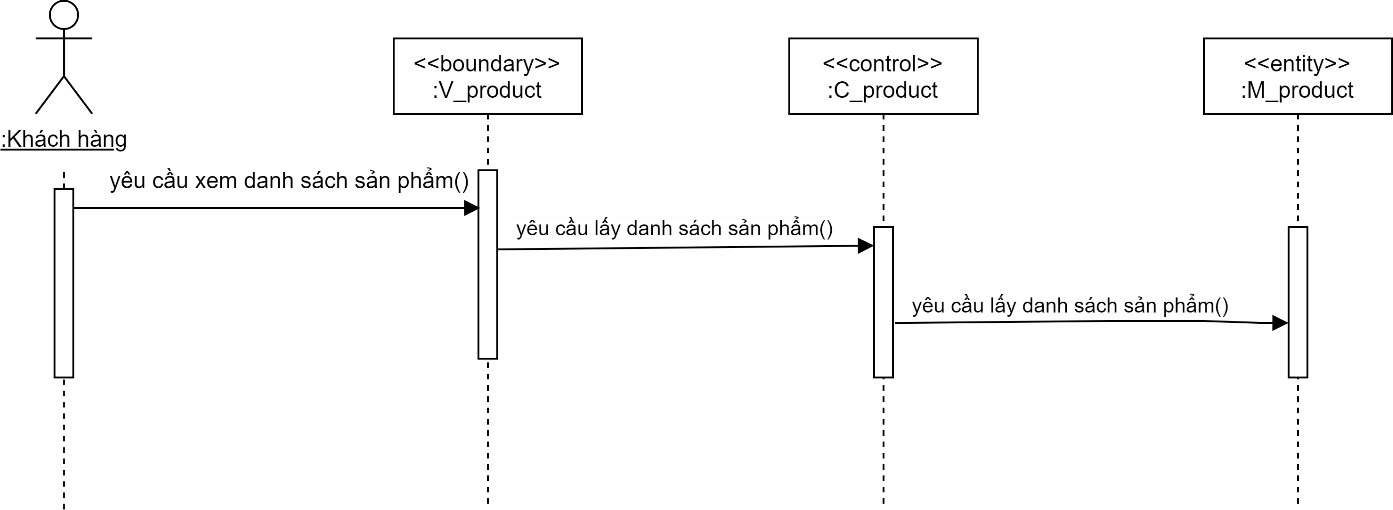 <<boundary>>
:V_product
<<control>>
:C_product
<<entity>>
:M_product
:Khách hàng
yêu cầu xem danh sách sản phẩm()
yêu cầu lấy danh sách sản phẩm()
yêu cầu lấy danh sách sản phẩm()